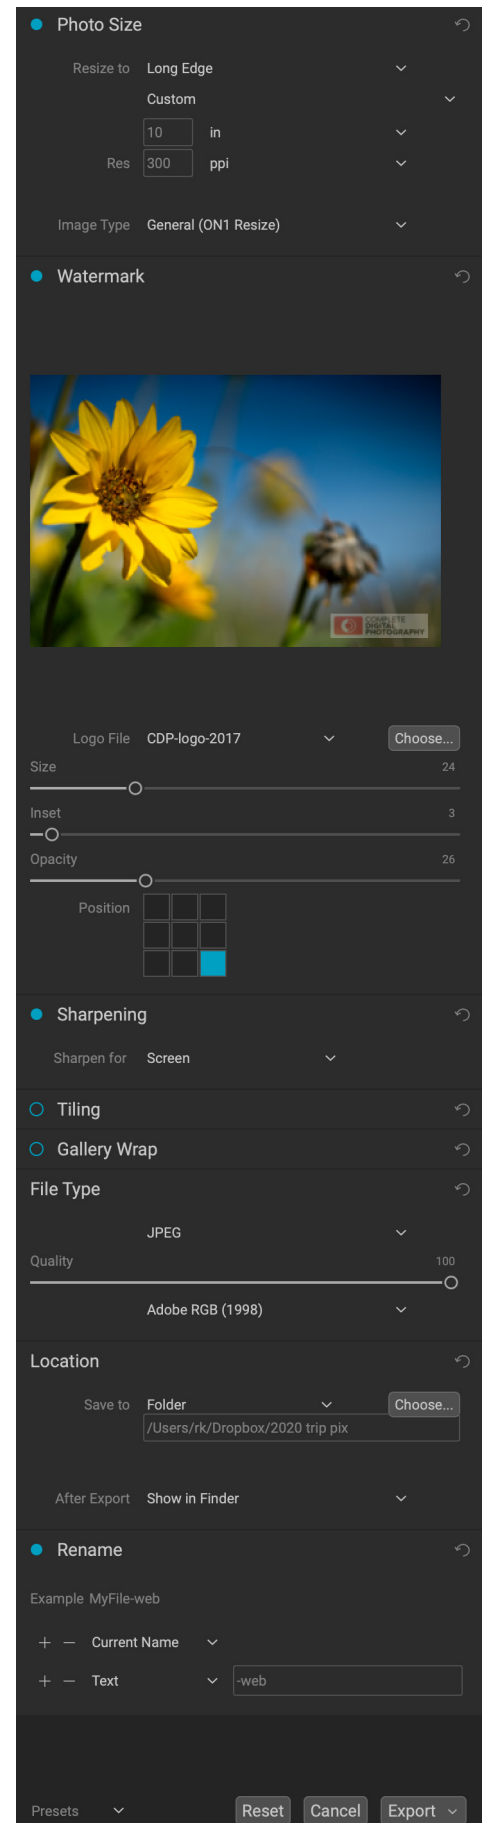 Photo Size
Resize to Long Edge
Custom
10 in
Res 300 ppi
Image Type General (ON1 Resize)
Watermark
COMPLETE
DIGITAL
PHOTOGRAPHY
Logo File CDP-logo-2017 Choose...
Size 24
Inset 3
Opacity 26
Position
Sharpening
Sharpen for Screen
Tiling
Gallery Wrap
File Type
JPEG
Quality 100
Adobe RGB (1998)
Location
Save to Folder Choose...
/Users/rk/Dropbox/2020 trip pix
After Export Show in Finder
Rename
Example MyFile-web
+ − Current Name
+ − Text -web
Presets Reset Cancel Export